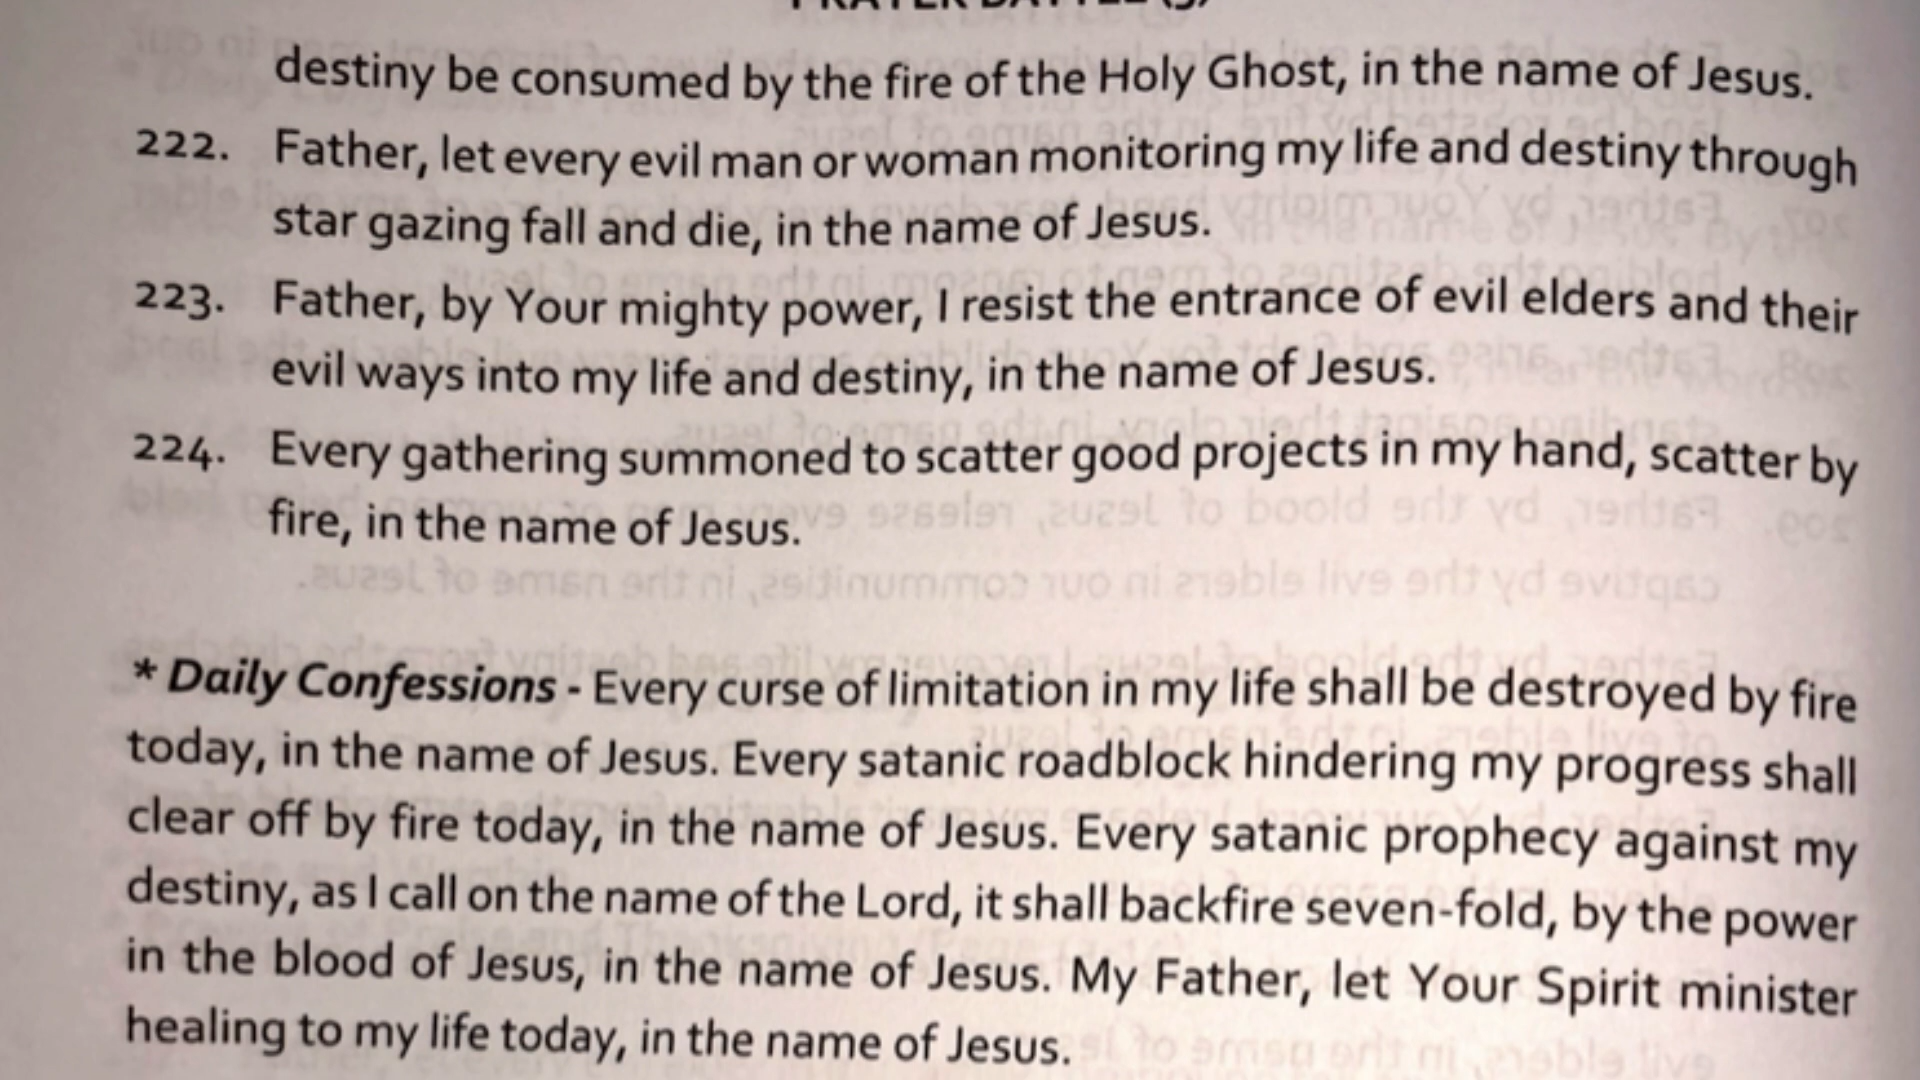 PRAYER BATTLE (3)
destiny be consumed by the fire of the Holy Ghost, in the name of Jesus.
222. Father, let every evil man or woman monitoring my life and destiny through
star gazing fall and die, in the name of Jesus.
223. Father, by Your mighty power, I resist the entrance of evil elders and their
evil ways into my life and destiny, in the name of Jesus.
224. Every gathering summoned to scatter good projects in my hand, scatter by
fire, in the name of Jesus.
* Daily Confessions - Every curse of limitation in my life shall be destroyed by fire
today, in the name of Jesus. Every satanic roadblock hindering my progress shall
clear off by fire today, in the name of Jesus. Every satanic prophecy against my
destiny, as I call on the name of the Lord, it shall backfire seven-fold, by the power
in the blood of Jesus, in the name of Jesus. My Father, let Your Spirit minister
healing to my life today, in the name of Jesus.